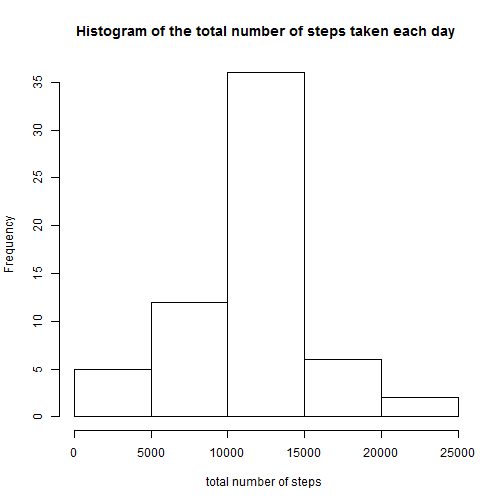 Histogram of the total number of steps taken each day
Frequency
35
30
25
20
15
10
5
0
0 5000 10000 15000 20000 25000
total number of steps